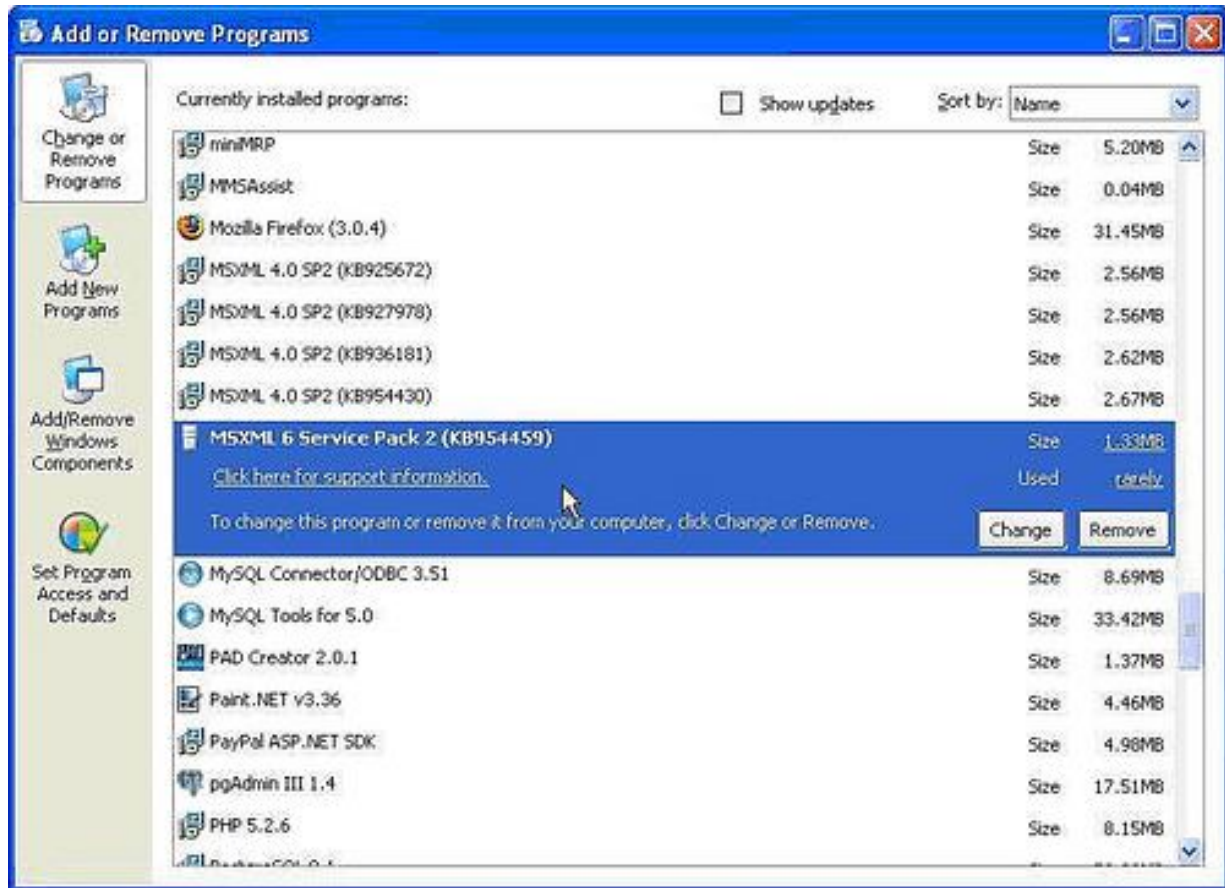 Add or Remove Programs
Change or
Remove
Programs
Add New
Programs
Add/Remove
Windows
Components
Set Program
Access and
Defaults
Currently installed programs:
Show updates
Sort by: Name
miniMRP Size 5.20MB
MMSAssist Size 0.04MB
Mozilla Firefox (3.0.4) Size 31.45MB
MSXML 4.0 SP2 (KB925672) Size 2.56MB
MSXML 4.0 SP2 (KB927978) Size 2.56MB
MSXML 4.0 SP2 (KB936181) Size 2.62MB
MSXML 4.0 SP2 (KB954430) Size 2.67MB
MSXML 6 Service Pack 2 (KB954459) Size 1.33MB
Click here for support information. Used rarely
To change this program or remove it from your computer, click Change or Remove. Change Remove
MySQL Connector/ODBC 3.51 Size 8.69MB
MySQL Tools for 5.0 Size 33.42MB
PAD Creator 2.0.1 Size 1.37MB
Paint.NET v3.36 Size 4.46MB
PayPal ASP.NET SDK Size 4.98MB
pgAdmin III 1.4 Size 17.51MB
PHP 5.2.6 Size 8.15MB